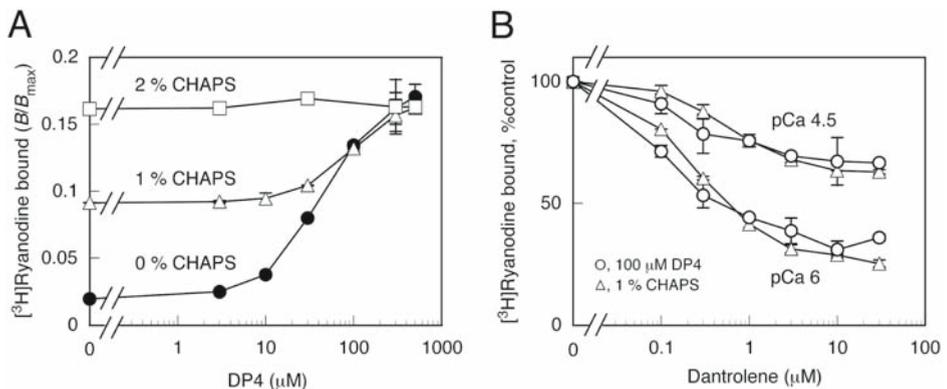 A
[³H]Ryanodine bound (B/Bmax)
0.2
0.15
0.1
0.05
0
2 % CHAPS
1 % CHAPS
0 % CHAPS
0 1 10 100 1000
DP4 (μM)
B
[³H]Ryanodine bound, %control
100
50
0
pCa 4.5
pCa 6
○, 100 μM DP4
△, 1 % CHAPS
0 0.1 1 10 100
Dantrolene (μM)